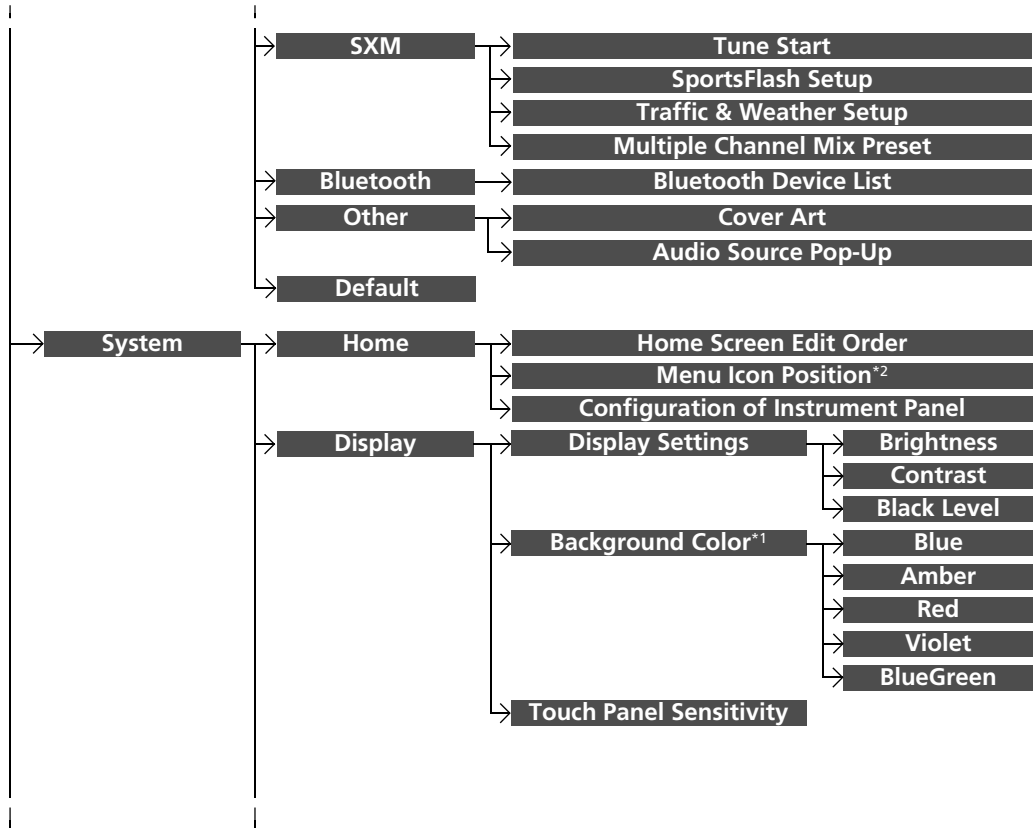 SXM
Tune Start
SportsFlash Setup
Traffic & Weather Setup
Multiple Channel Mix Preset
Bluetooth
Bluetooth Device List
Other
Cover Art
Audio Source Pop-Up
Default
System
Home
Home Screen Edit Order
Menu Icon Position*2
Configuration of Instrument Panel
Display
Display Settings
Brightness
Contrast
Black Level
Background Color*1
Blue
Amber
Red
Violet
BlueGreen
Touch Panel Sensitivity